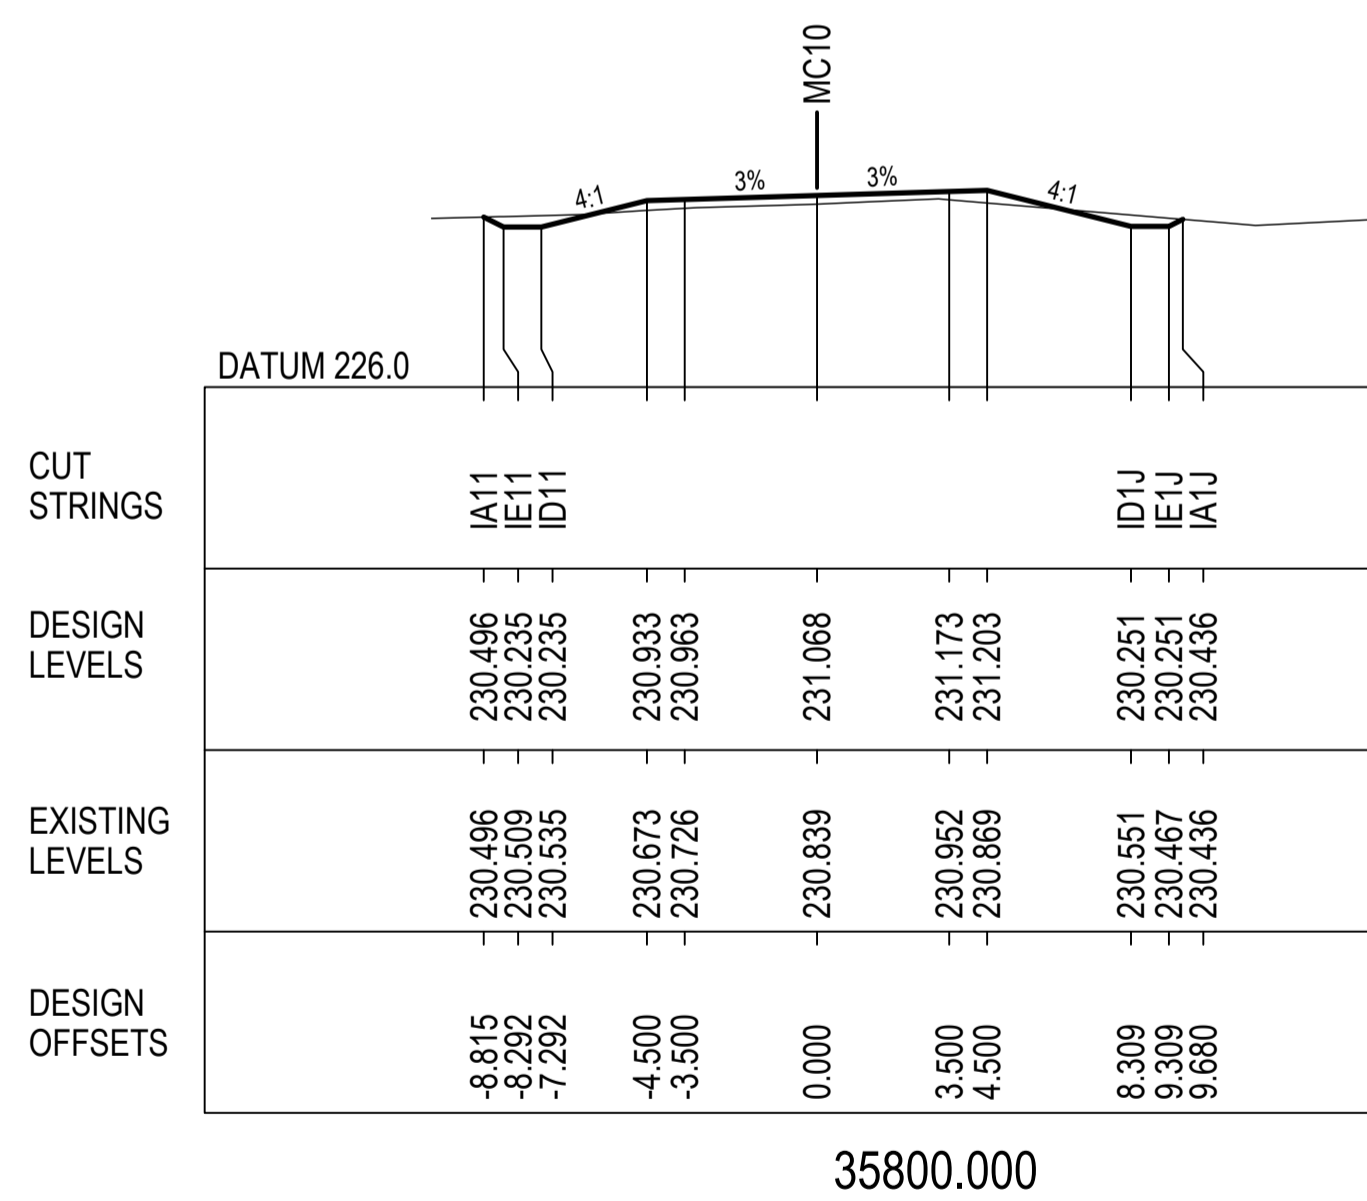 MC10
4:1
3%
3%
4:1
DATUM 226.0
CUT
STRINGS
IA11
IE11
ID11
ID1J
IE1J
IA1J
DESIGN
LEVELS
230.496
230.235
230.235
230.933
230.963
231.068
231.173
231.203
230.251
230.251
230.436
EXISTING
LEVELS
230.496
230.509
230.535
230.673
230.726
230.839
230.952
230.869
230.551
230.467
230.436
DESIGN
OFFSETS
-8.815
-8.292
-7.292
-4.500
-3.500
0.000
3.500
4.500
8.309
9.309
9.680
35800.000